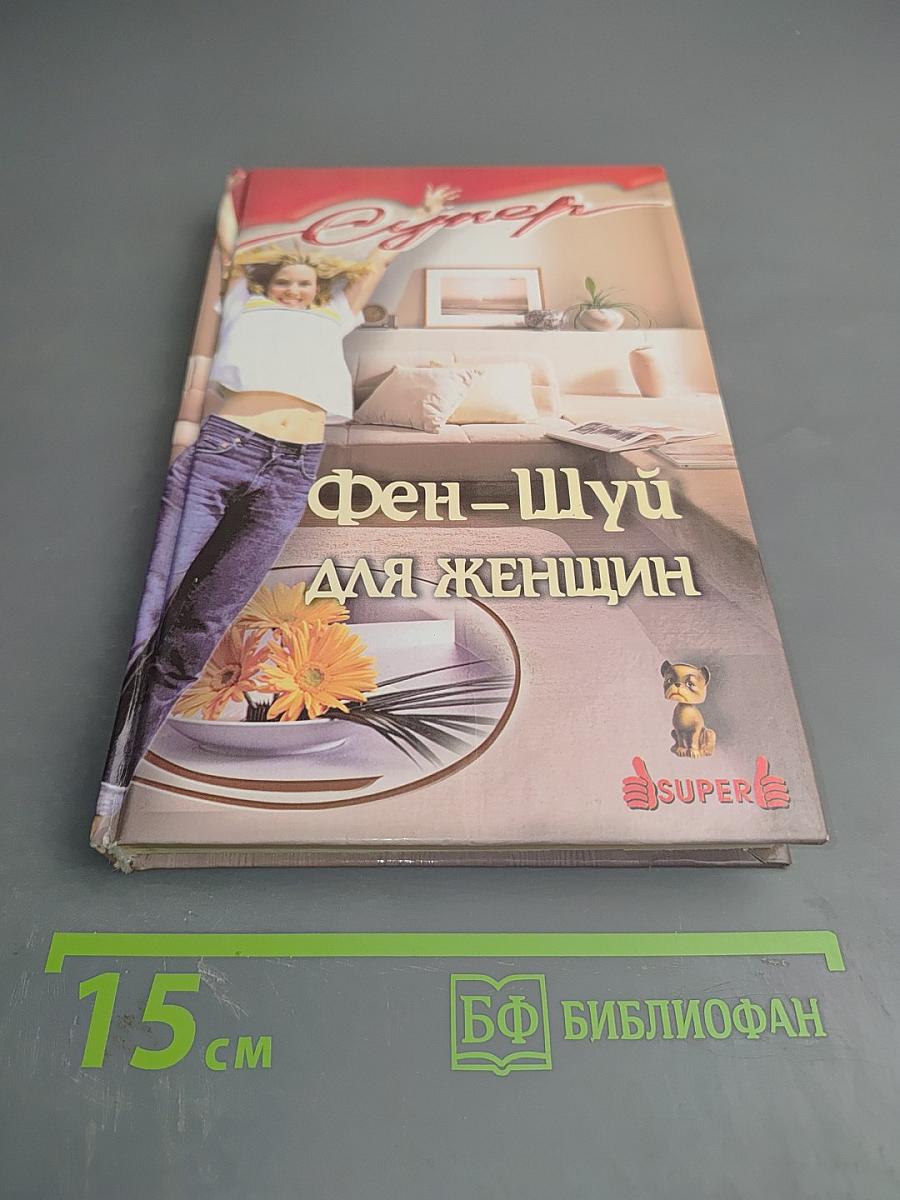 Супер
Фен-Шуй
для женщин
SUPER
15 см
БФ БИБЛИОФАН